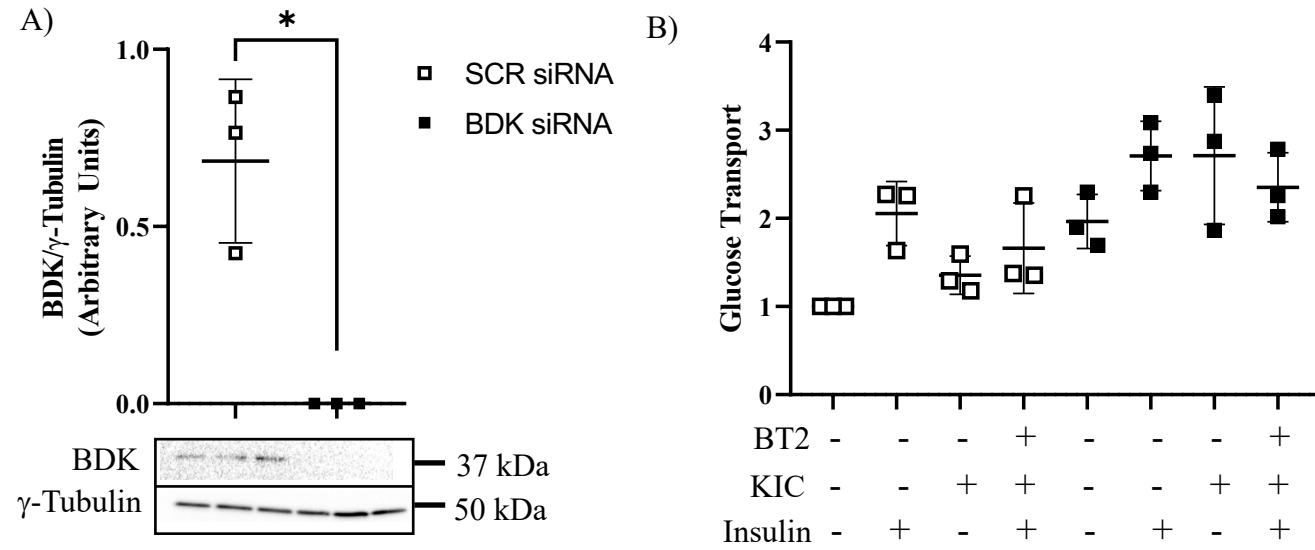 A)
*
1.0
0.5
0.0
BDK/γ-Tubulin
(Arbitrary Units)
SCR siRNA
BDK siRNA
BDK
37 kDa
γ-Tubulin
50 kDa
B)
4
3
2
1
0
Glucose Transport
BT2 - - - + - - - +
KIC - - + + - - + +
Insulin - + - + - + - +